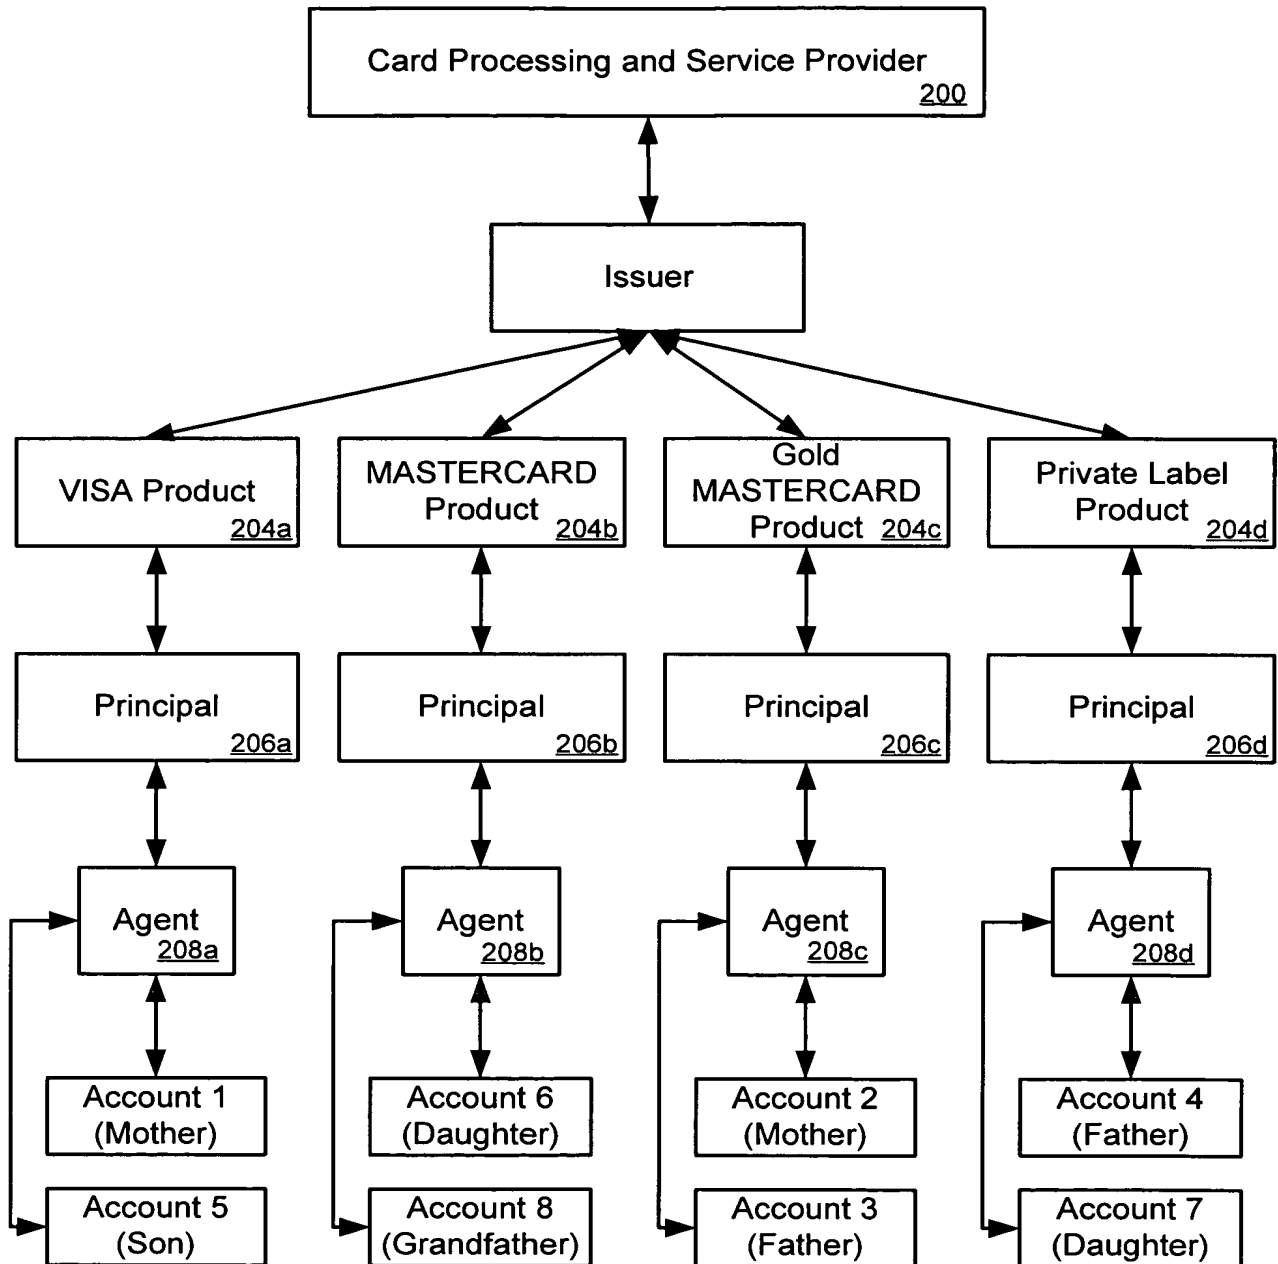 Card Processing and Service Provider
200
Issuer
VISA Product
204a
MASTERCARD
Product
204b
Gold
MASTERCARD
Product 204c
Private Label
Product
204d
Principal
206a
Principal
206b
Principal
206c
Principal
206d
Agent
208a
Agent
208b
Agent
208c
Agent
208d
Account 1
(Mother)
Account 6
(Daughter)
Account 2
(Mother)
Account 4
(Father)
Account 5
(Son)
Account 8
(Grandfather)
Account 3
(Father)
Account 7
(Daughter)